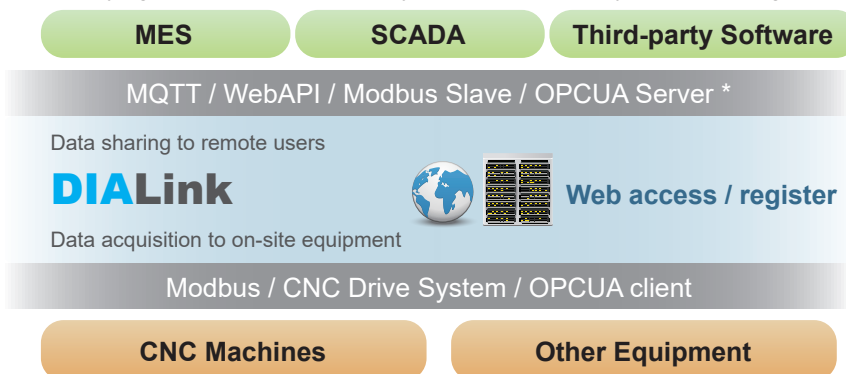 MES
SCADA
Third-party Software
MQTT / WebAPI / Modbus Slave / OPCUA Server *
Data sharing to remote users
DIALink
Web access / register
Data acquisition to on-site equipment
Modbus / CNC Drive System / OPCUA client
CNC Machines
Other Equipment